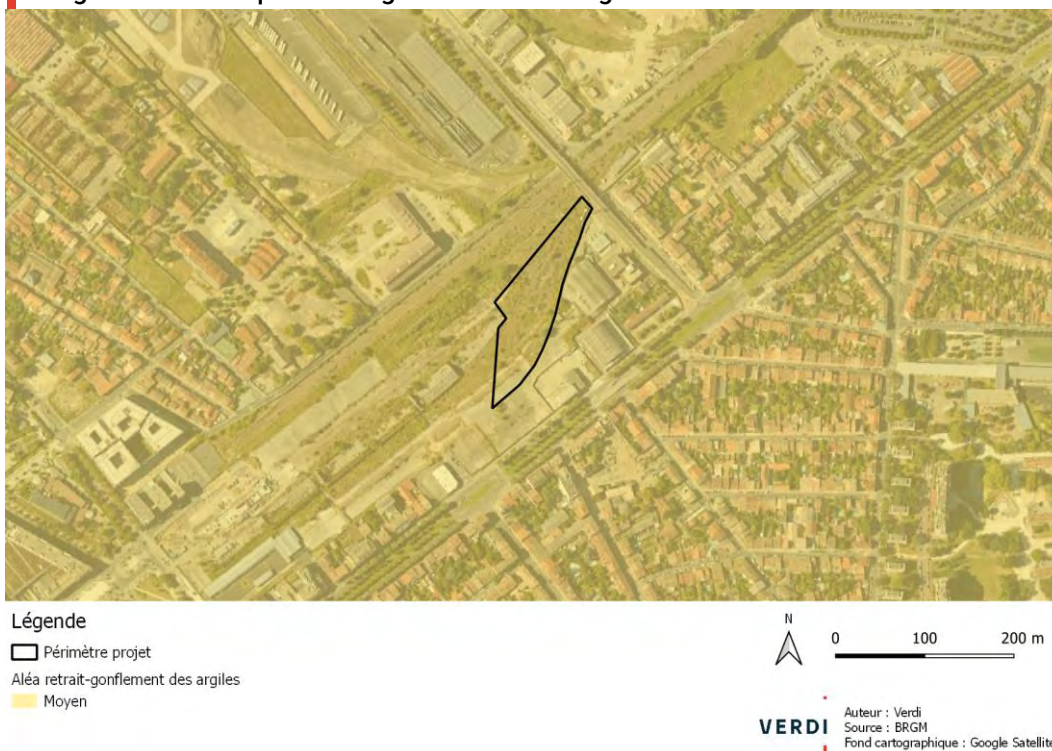 Légende
Périmètre projet
Aléa retrait-gonflement des argiles
Moyen
N
0 100 200 m
VERDI
Auteur : Verdi
Source : BRGM
Fond cartographique : Google Satellite